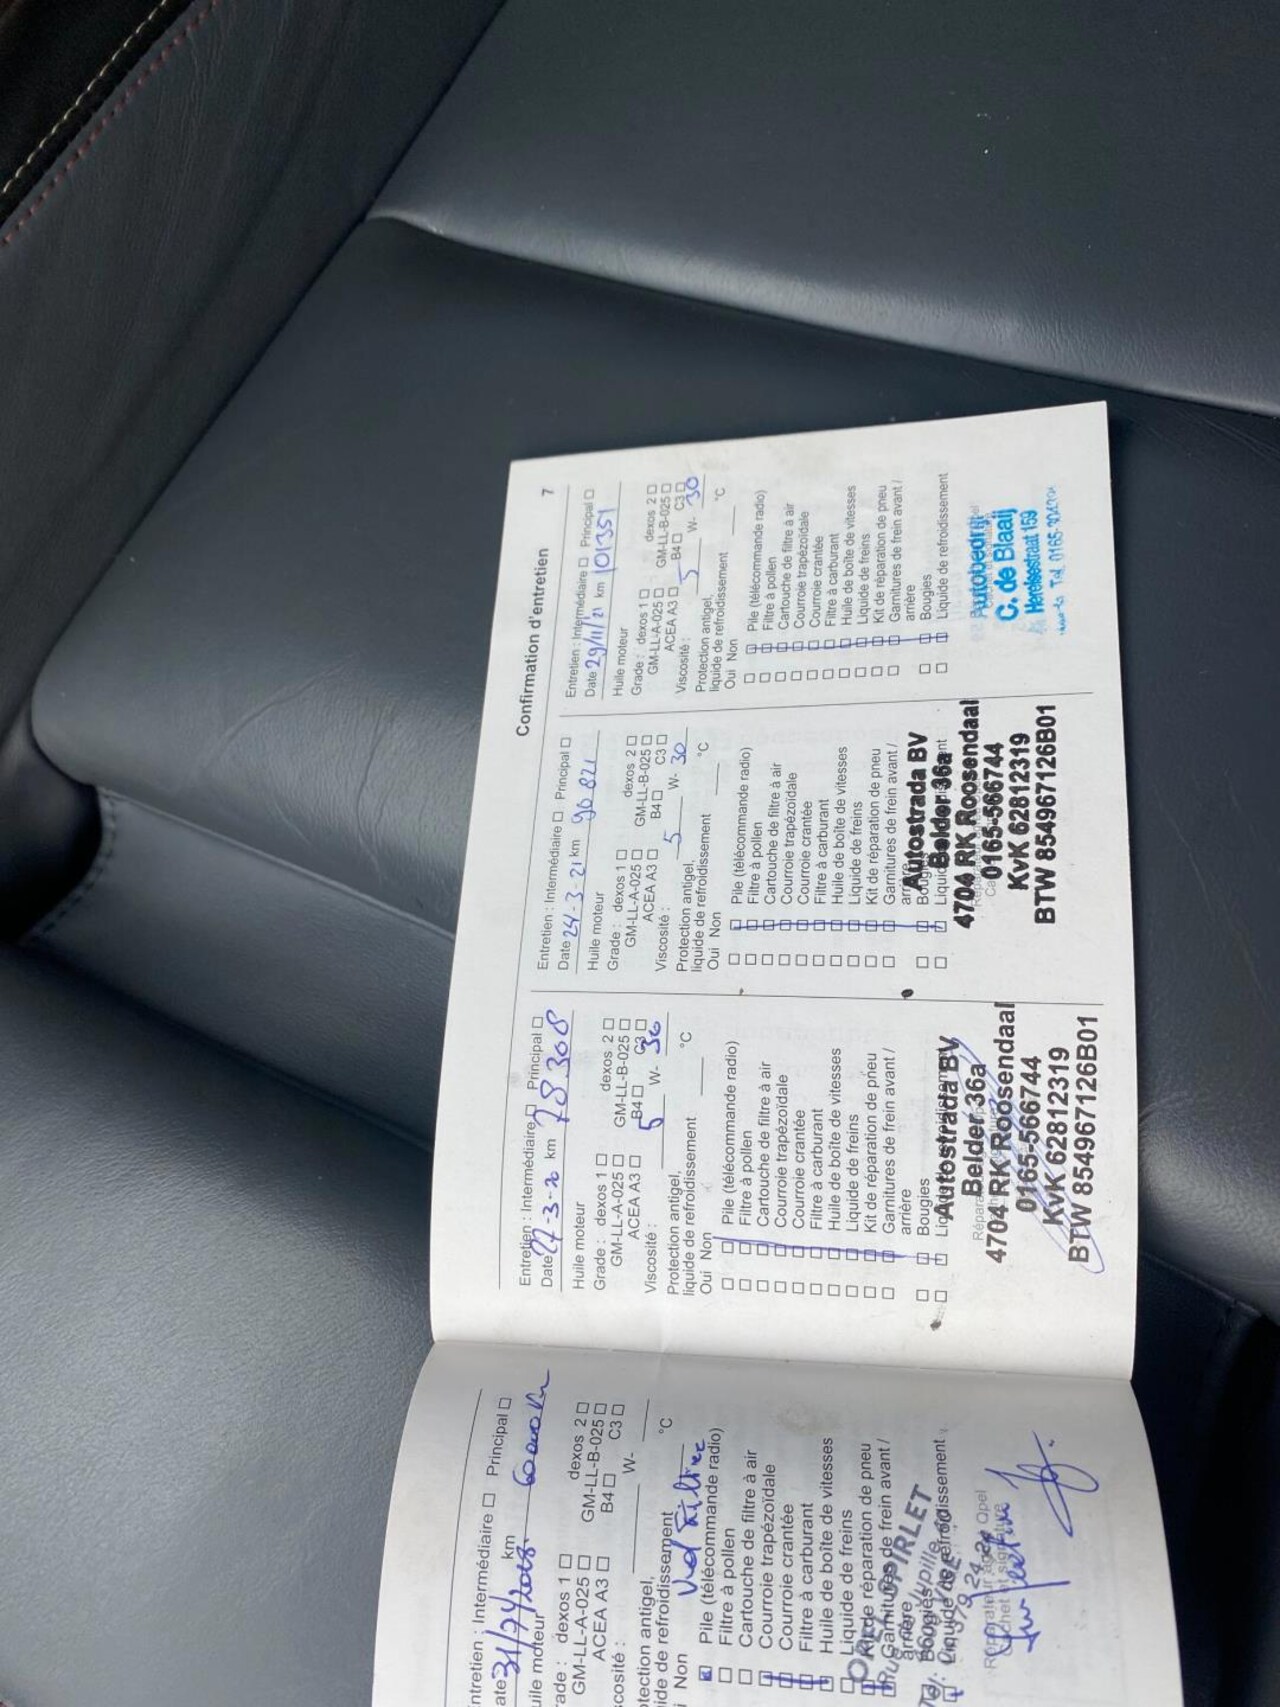 Entretien : Intermédiaire Principal
31/7/2018. km 60000 km
GM-LL-A-025 GM-LL-B-025
dexos 1 dexos 2
ACEA A3 B4 C3
W-
°C
Non
Pile (télécommande radio)
Filtre à pollen
Cartouche de filtre à air
Courroie trapézoïdale
Courroie crantée
Filtre à carburant
Huile de boîte de vitesses
Liquide de freins
Kit de réparation de pneu
Garnitures de frein avant /
arrière
Bougies
Liquide de refroidissement
OPEL SPIRLET
Confirmation d'entretien 7
Entretien : Intermédiaire Principal
Date 27-3-20 km 78308
Huile moteur
Grade : dexos 1 dexos 2
GM-LL-A-025 GM-LL-B-025
ACEA A3 B4 C3
Viscosité : 5 W- 30
Protection antigel,
liquide de refroidissement °C
Oui Non
Pile (télécommande radio)
Filtre à pollen
Cartouche de filtre à air
Courroie trapézoïdale
Courroie crantée
Filtre à carburant
Huile de boîte de vitesses
Liquide de freins
Kit de réparation de pneu
Garnitures de frein avant /
arrière
Bougies
Autostrada BV
Belder 36a
4704 RK Roosendaal
0165-566744
KvK 62812319
BTW 854967126B01
Entretien : Intermédiaire Principal
Date 24-3-21 km 90821
Huile moteur
Grade : dexos 1 dexos 2
GM-LL-A-025 GM-LL-B-025
ACEA A3 B4 C3
Viscosité : 5 W- 30
Protection antigel,
liquide de refroidissement °C
Oui Non
Pile (télécommande radio)
Filtre à pollen
Cartouche de filtre à air
Courroie trapézoïdale
Courroie crantée
Filtre à carburant
Huile de boîte de vitesses
Liquide de freins
Kit de réparation de pneu
Garnitures de frein avant /
arrière
Bougies
Autostrada BV
Belder 36a
4704 RK Roosendaal
0165-566744
KvK 62812319
BTW 854967126B01
Entretien : Intermédiaire Principal
Date 29/11/21 km 101351
Huile moteur
Grade : dexos 1 dexos 2
GM-LL-A-025 GM-LL-B-025
ACEA A3 B4 C3
Viscosité : 5 W- 30
Protection antigel,
liquide de refroidissement °C
Oui Non
Pile (télécommande radio)
Filtre à pollen
Cartouche de filtre à air
Courroie trapézoïdale
Courroie crantée
Filtre à carburant
Huile de boîte de vitesses
Liquide de freins
Kit de réparation de pneu
Garnitures de frein avant /
arrière
Bougies
Liquide de refroidissement
Autobedrijf
C. de Blaaij
Herelsestraat 159